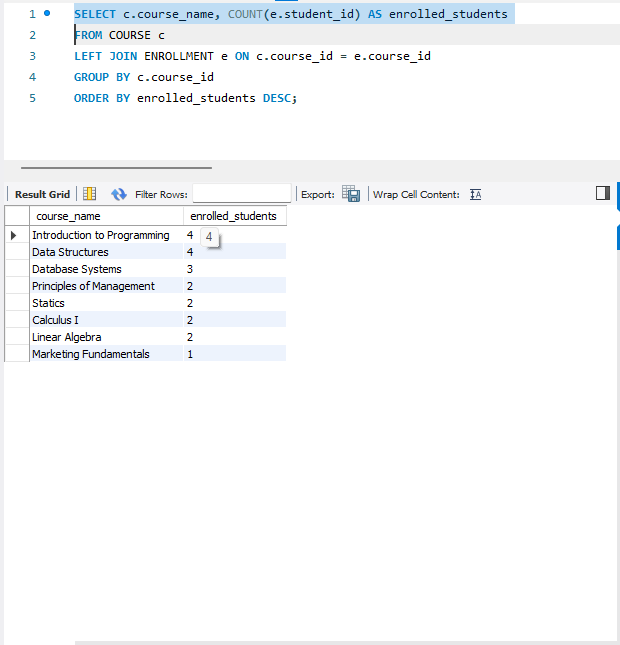 1 SELECT c.course_name, COUNT(e.student_id) AS enrolled_students
2 FROM COURSE c
3 LEFT JOIN ENROLLMENT e ON c.course_id = e.course_id
4 GROUP BY c.course_id
5 ORDER BY enrolled_students DESC;
Result Grid Filter Rows: Export: Wrap Cell Content: IA
course_name enrolled_students
Introduction to Programming 4 4
Data Structures 4
Database Systems 3
Principles of Management 2
Statics 2
Calculus I 2
Linear Algebra 2
Marketing Fundamentals 1